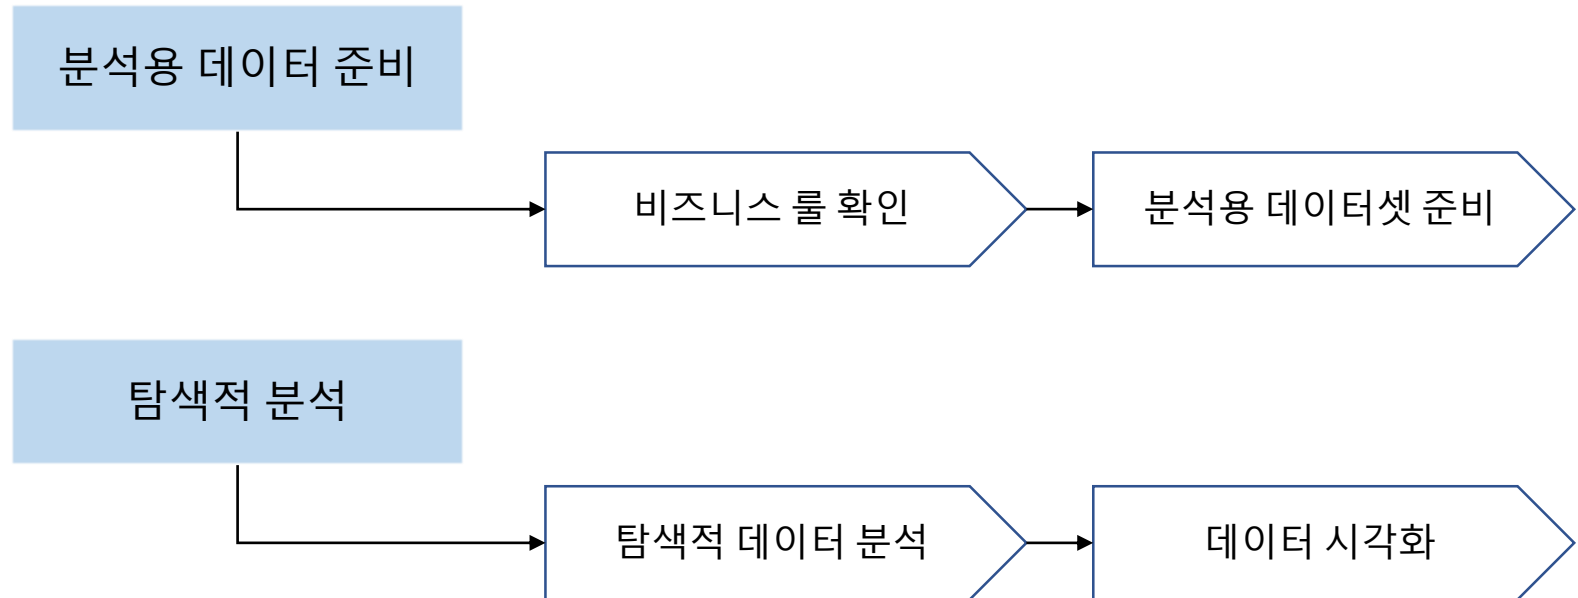 분석용 데이터 준비
비즈니스 룰 확인
분석용 데이터셋 준비
탐색적 분석
탐색적 데이터 분석
데이터 시각화